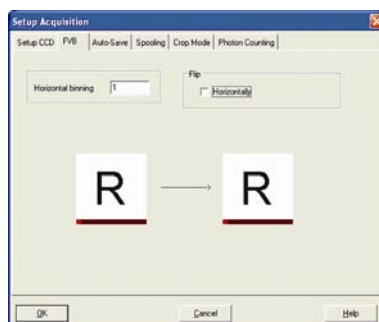 Setup Acquisition
Setup CCD FVB Auto-Save Spooling Crop Mode Photon Counting
Horizontal binning 1
Flip
Horizontally
R R
OK Cancel Help